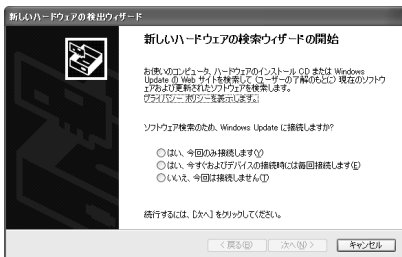 新しいハードウェアの検出ウィザード
新しいハードウェアの検索ウィザードの開始
お使いのコンピュータ、ハードウェアのインストール CD または Windows
Update の Web サイトを検索して (ユーザーの了解のもとに) 現在のソフトウ
ェアおよび更新されたソフトウェアを検索します。
プライバシー ポリシーを表示します。
ソフトウェア検索のため、Windows Update に接続しますか?
はい、今回のみ接続します(Y)
はい、今すぐおよびデバイスの接続時には毎回接続します(E)
いいえ、今回は接続しません(T)
続行するには、[次へ] をクリックしてください。
< 戻る(B)
次へ(N) >
キャンセル